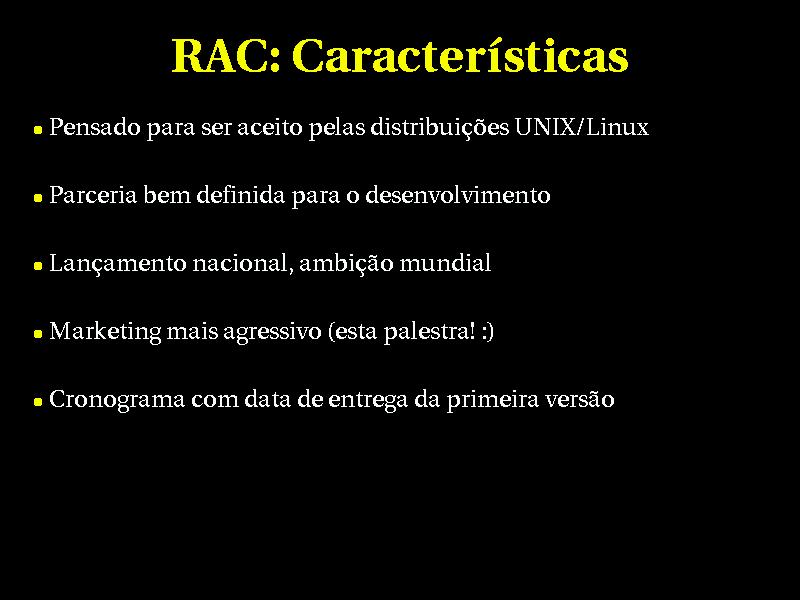 RAC: Características
Pensado para ser aceito pelas distribuições UNIX/Linux
Parceria bem definida para o desenvolvimento
Lançamento nacional, ambição mundial
Marketing mais agressivo (esta palestra! :)
Cronograma com data de entrega da primeira versão